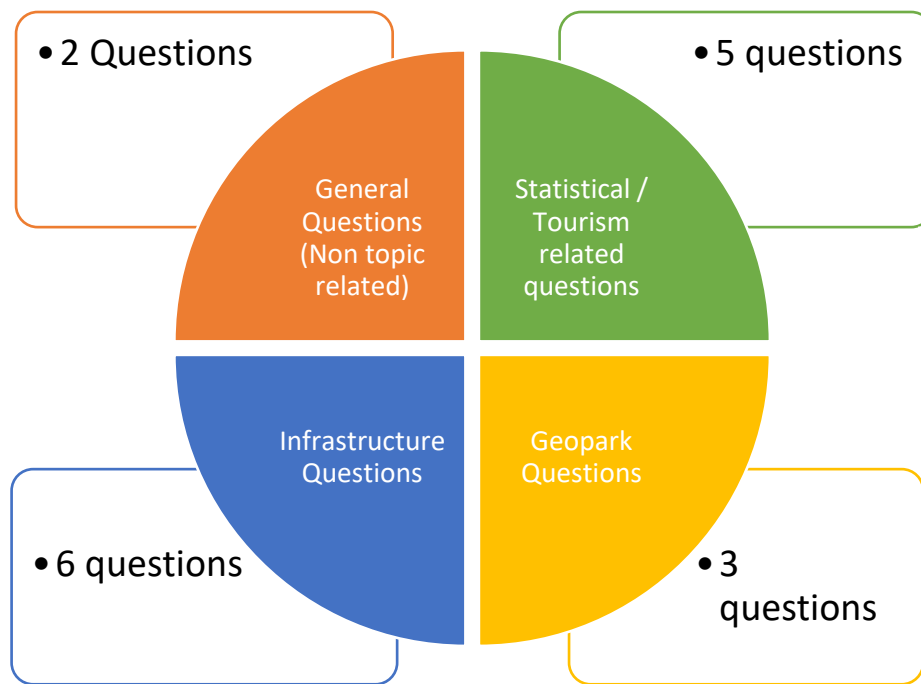 • 2 Questions
• 5 questions
General
Questions
(Non topic
related)
Statistical /
Tourism
related
questions
Infrastructure
Questions
Geopark
Questions
• 6 questions
• 3
questions